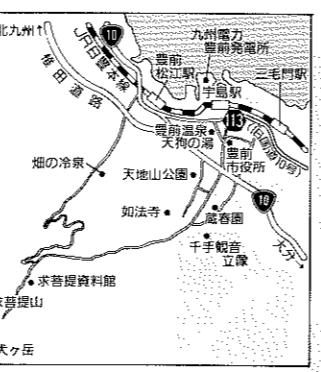 北九州↑
10
九州電力
豊前発電所
JR日豊本線
豊前
松江駅
宇島駅
三毛門駅
椎田道路
113
(旧国道10号)
豊前温泉
天狗の湯
豊前
市役所
畑の冷泉
天地山公園
10
如法寺
蔵春園
千手観音
立像
大分↓
求菩提資料館
求菩提山
犬ヶ岳